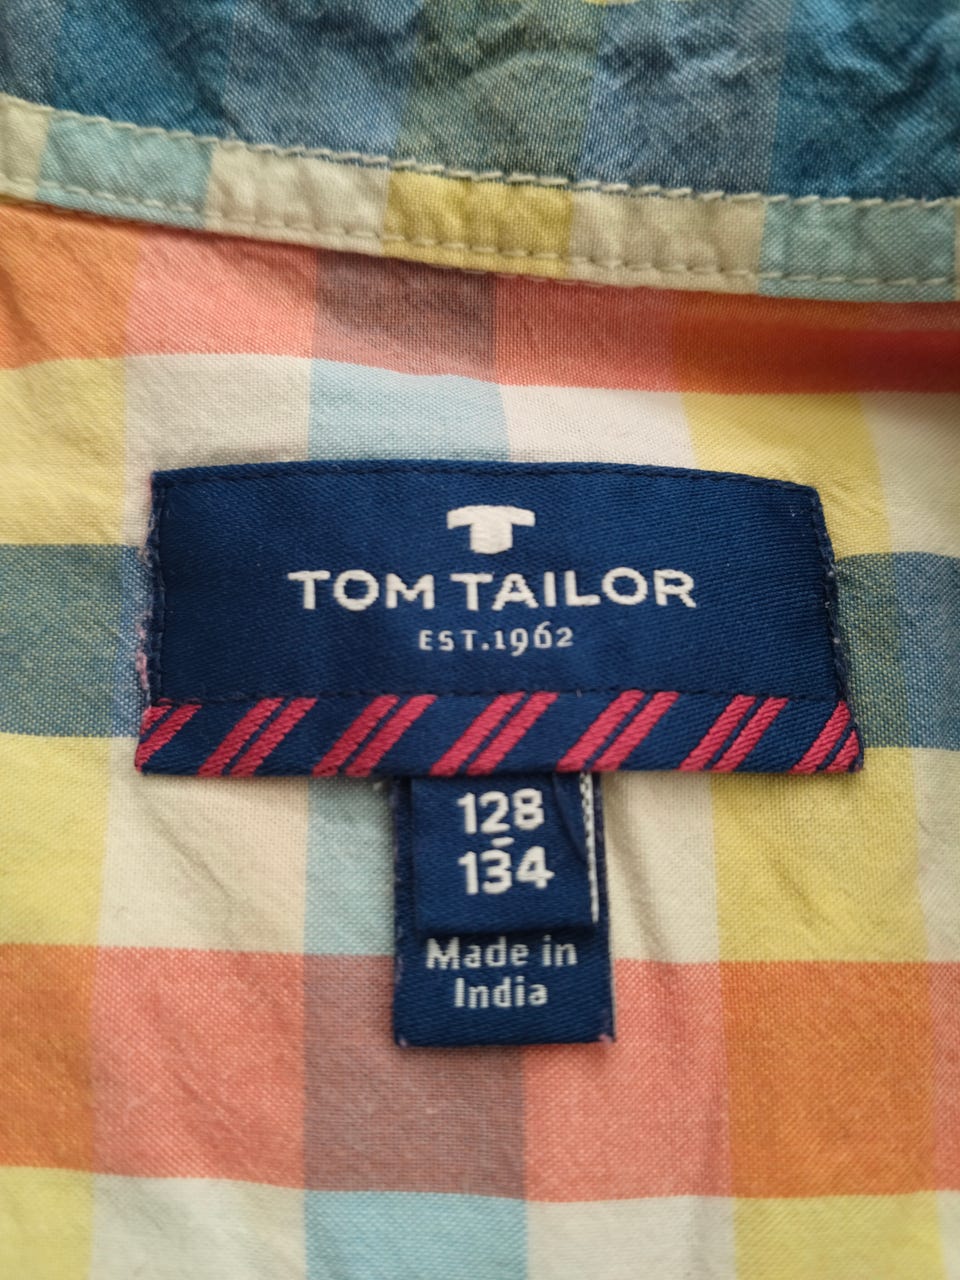 TOM TAILOR
EST.1962
128
-
134
Made in
India